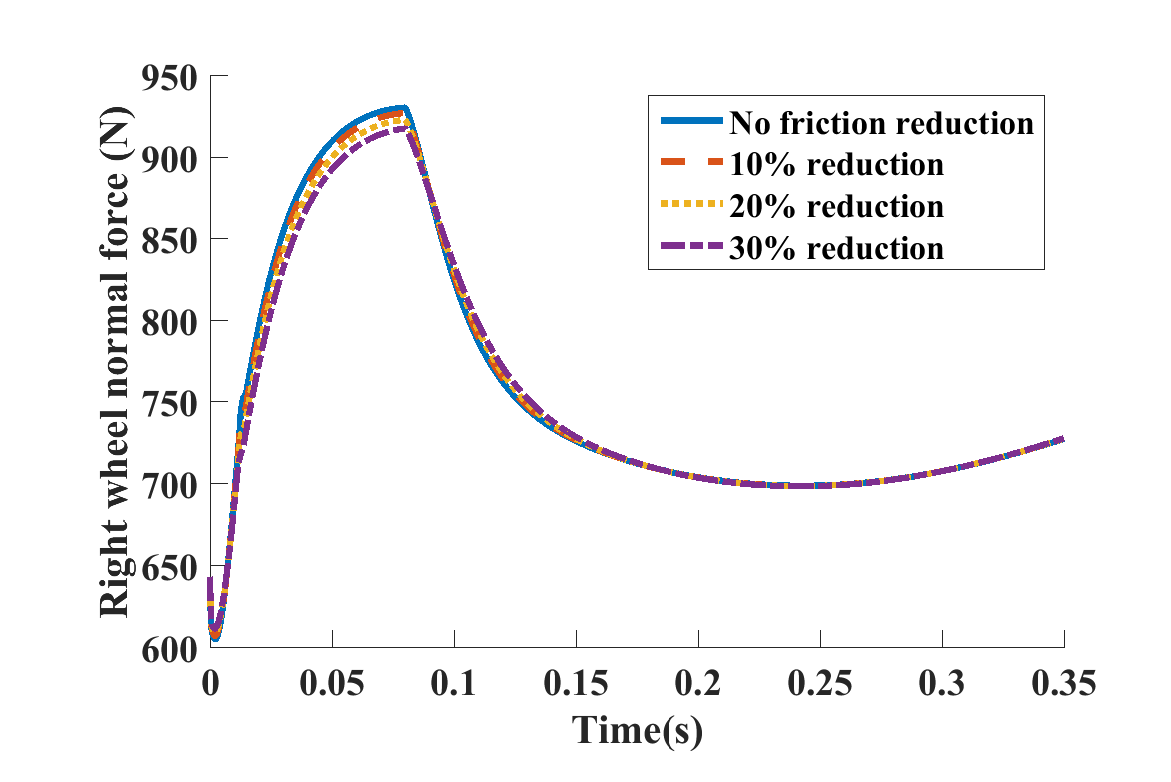 950
900
850
800
750
700
650
600
Right wheel normal force (N)
No friction reduction
10% reduction
20% reduction
30% reduction
0 0.05 0.1 0.15 0.2 0.25 0.3 0.35
Time(s)